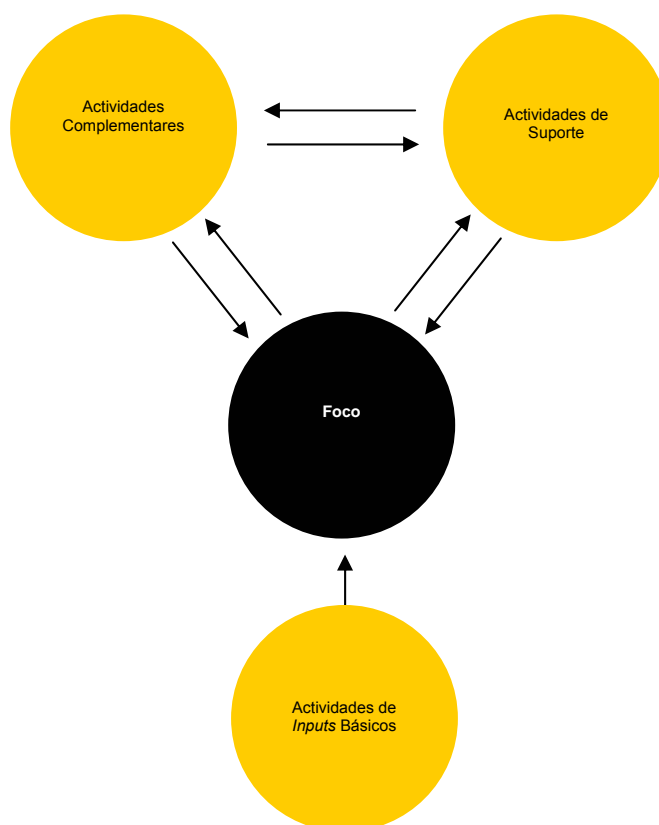 Actividades
Complementares
Actividades de
Suporte
Foco
Actividades de
Inputs Básicos